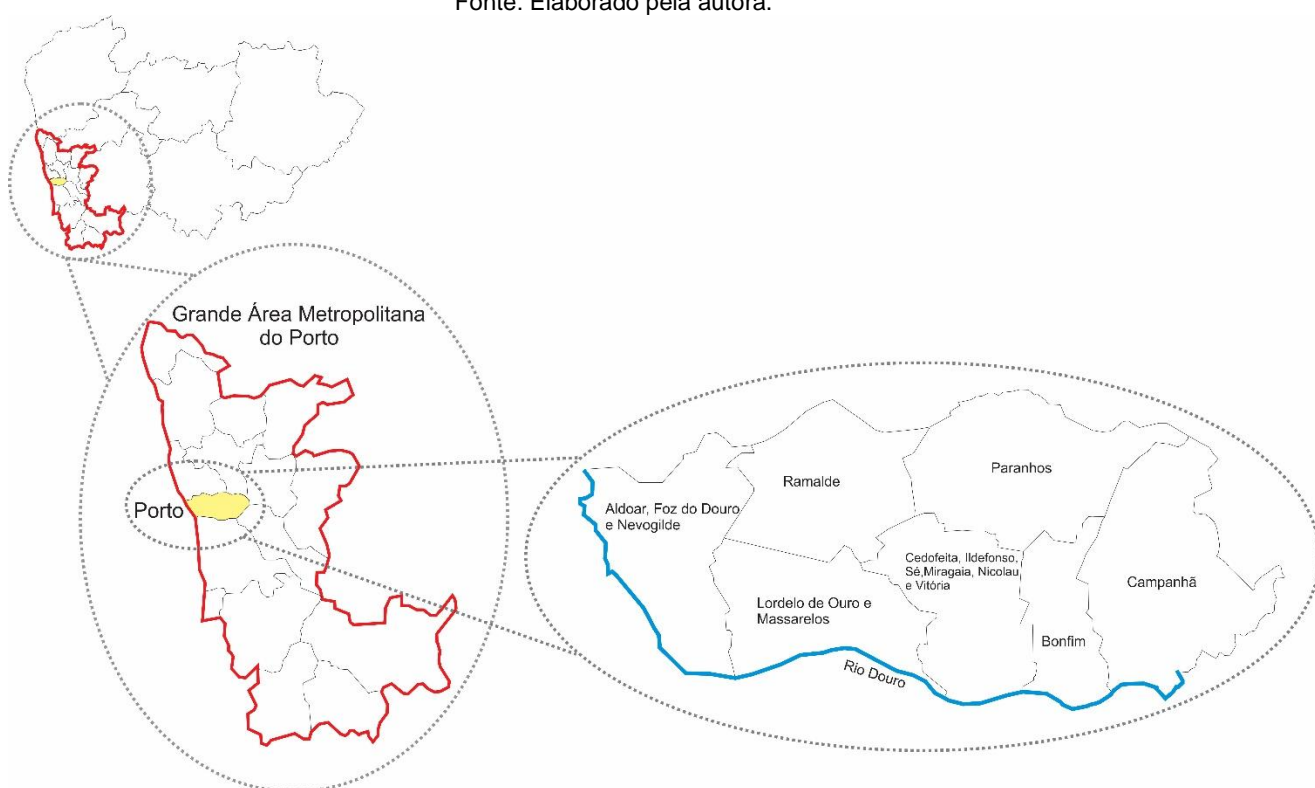 Fonte: Elaborado pela autora.
Grande Área Metropolitana
do Porto
Porto
Aldoar, Foz do Douro
e Nevogilde
Ramalde
Paranhos
Cedofeita, Ildefonso,
Sé,Miragaia, Nicolau
e Vitória
Lordelo de Ouro e
Massarelos
Bonfim
Campanhã
Rio Douro